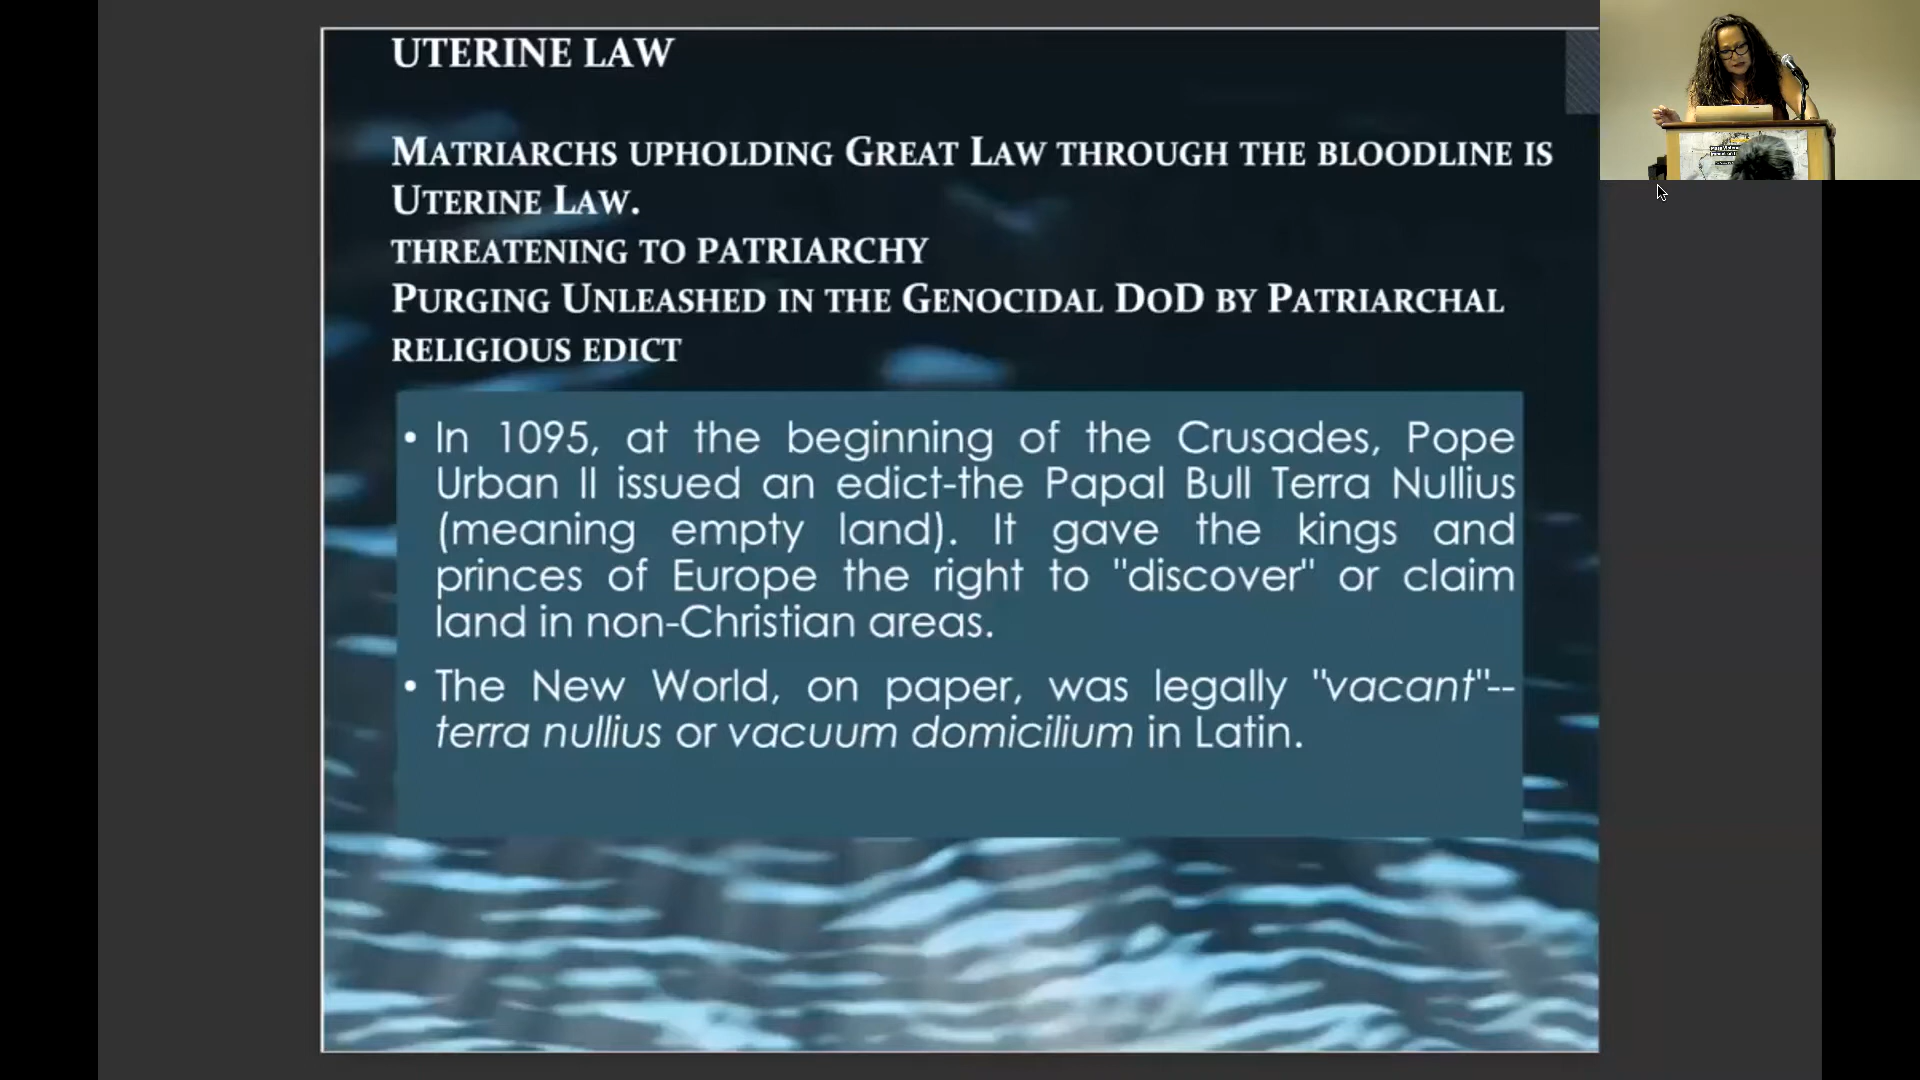 UTERINE LAW
MATRIARCHS UPHOLDING GREAT LAW THROUGH THE BLOODLINE IS
UTERINE LAW.
THREATENING TO PATRIARCHY
PURGING UNLEASHED IN THE GENOCIDAL DOD BY PATRIARCHAL
RELIGIOUS EDICT
• In 1095, at the beginning of the Crusades, Pope
Urban II issued an edict-the Papal Bull Terra Nullius
(meaning empty land). It gave the kings and
princes of Europe the right to "discover" or claim
land in non-Christian areas.
• The New World, on paper, was legally "vacant"--
terra nullius or vacuum domicilium in Latin.